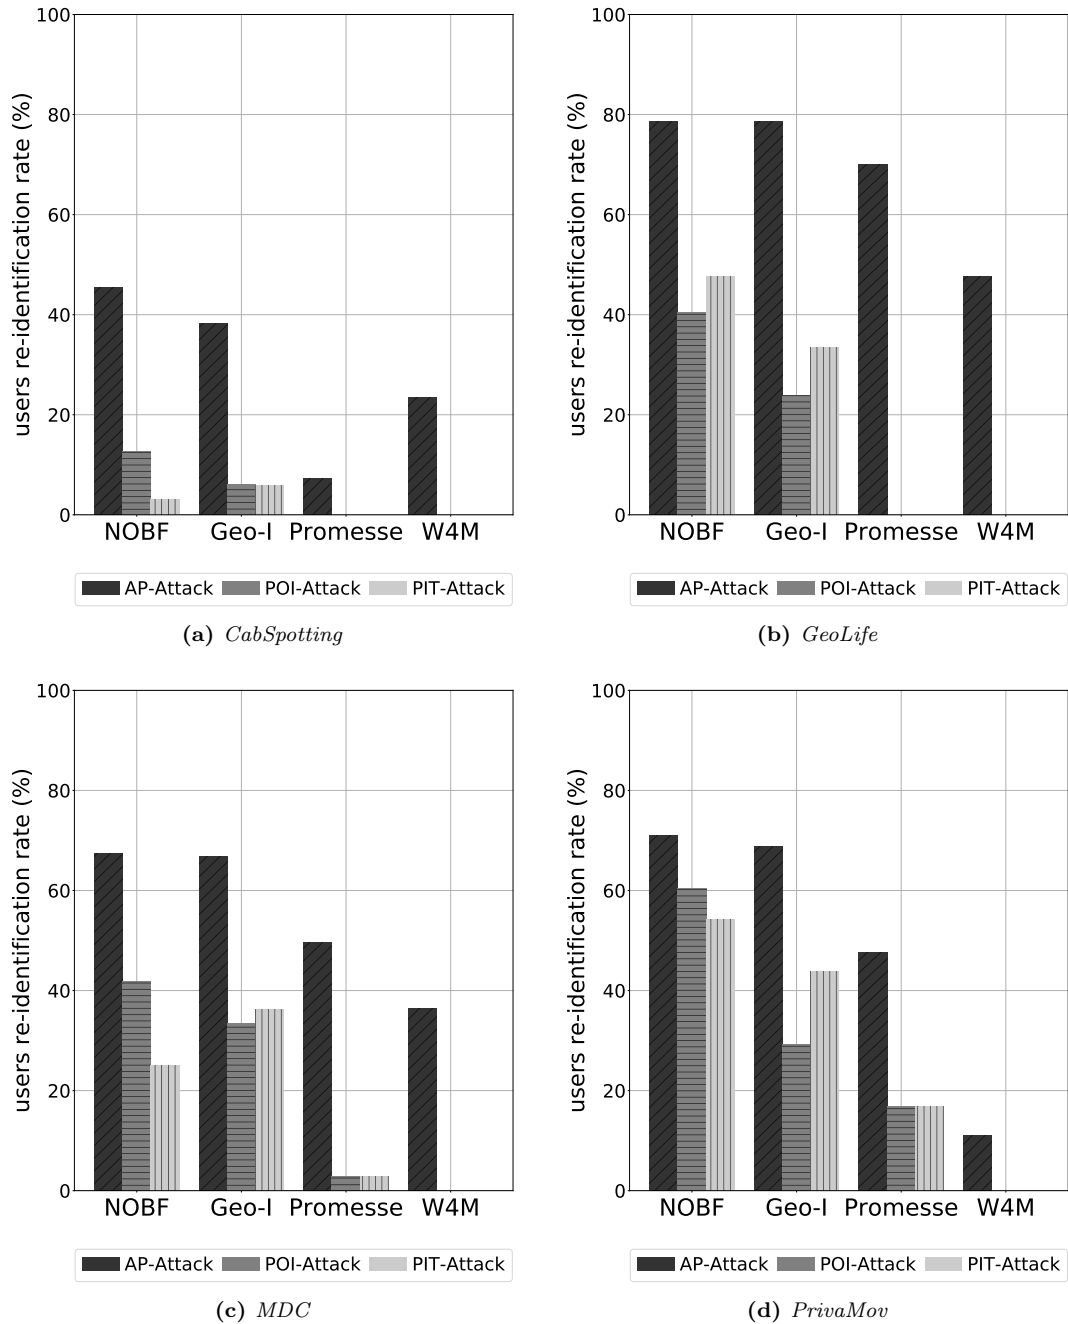 users re-identification rate (%)
100
80
60
40
20
0
NOBF Geo-I Promesse W4M
AP-Attack POI-Attack PIT-Attack
(a) CabSpotting
users re-identification rate (%)
100
80
60
40
20
0
NOBF Geo-I Promesse W4M
AP-Attack POI-Attack PIT-Attack
(b) GeoLife
users re-identification rate (%)
100
80
60
40
20
0
NOBF Geo-I Promesse W4M
AP-Attack POI-Attack PIT-Attack
(c) MDC
users re-identification rate (%)
100
80
60
40
20
0
NOBF Geo-I Promesse W4M
AP-Attack POI-Attack PIT-Attack
(d) PrivaMov